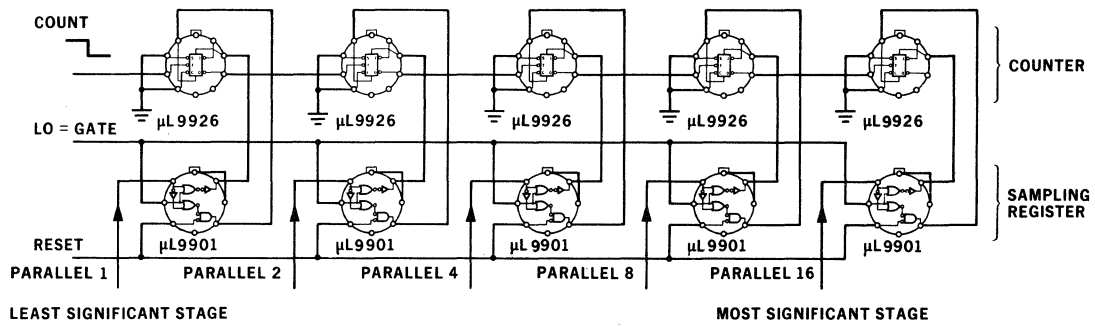 COUNT
COUNTER
µL9926 µL9926 µL9926 µL9926 µL9926
LO = GATE
SAMPLING
REGISTER
RESET
µL9901 µL9901 µL9901 µL9901 µL9901
PARALLEL 1 PARALLEL 2 PARALLEL 4 PARALLEL 8 PARALLEL 16
LEAST SIGNIFICANT STAGE MOST SIGNIFICANT STAGE